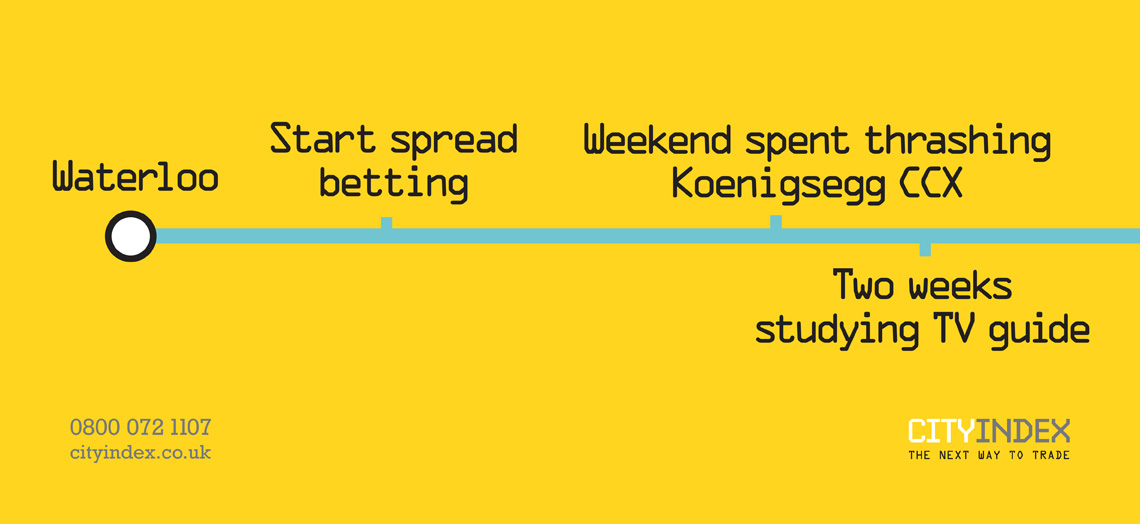 Waterloo
Start spread
betting
Weekend spent thrashing
Koenigsegg CCX
Two weeks
studying TV guide
0800 072 1107
cityindex.co.uk
CITYINDEX
THE NEXT WAY TO TRADE